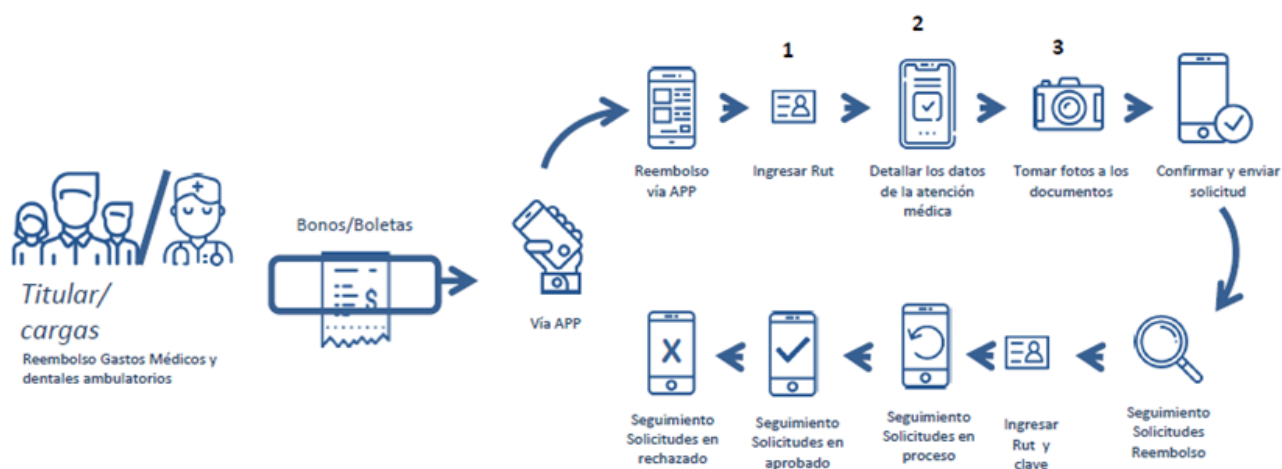 1
2
3
Reembolso
vía APP
Ingresar Rut
Detallar los datos
de la atención
médica
Tomar fotos a los
documentos
Confirmar y enviar
solicitud
Bonos/Boletas
$
Titular/
cargas
Reembolso Gastos Médicos y
dentales ambulatorios
Vía APP
X
Seguimiento
Solicitudes en
rechazado
Seguimiento
Solicitudes en
aprobado
Seguimiento
Solicitudes en
proceso
Ingresar
Rut y
clave
Seguimiento
Solicitudes
Reembolso